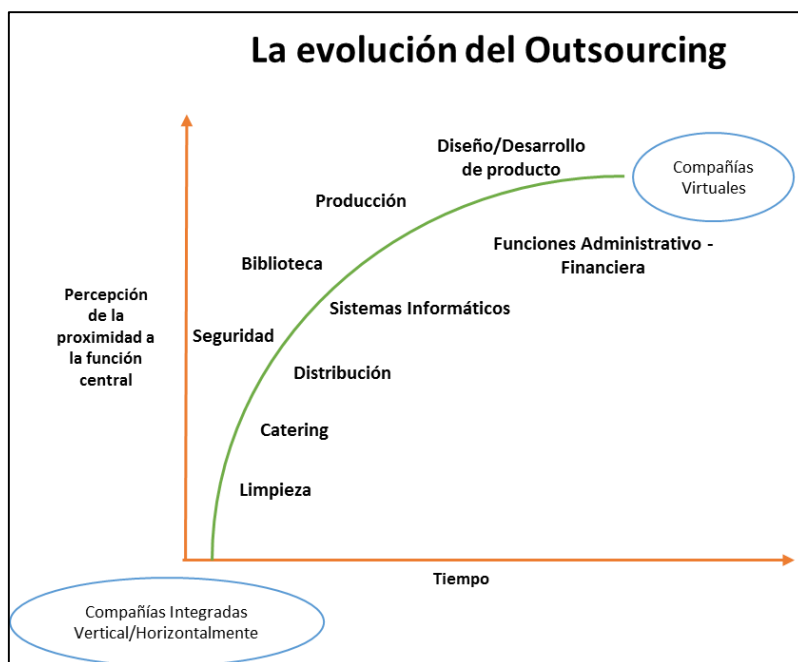 La evolución del Outsourcing
Diseño/Desarrollo
de producto
Compañías
Virtuales
Producción
Funciones Administrativo -
Financiera
Biblioteca
Percepción
de la
proximidad a
la función
central
Sistemas Informáticos
Seguridad
Distribución
Catering
Limpieza
Tiempo
Compañías Integradas
Vertical/Horizontalmente